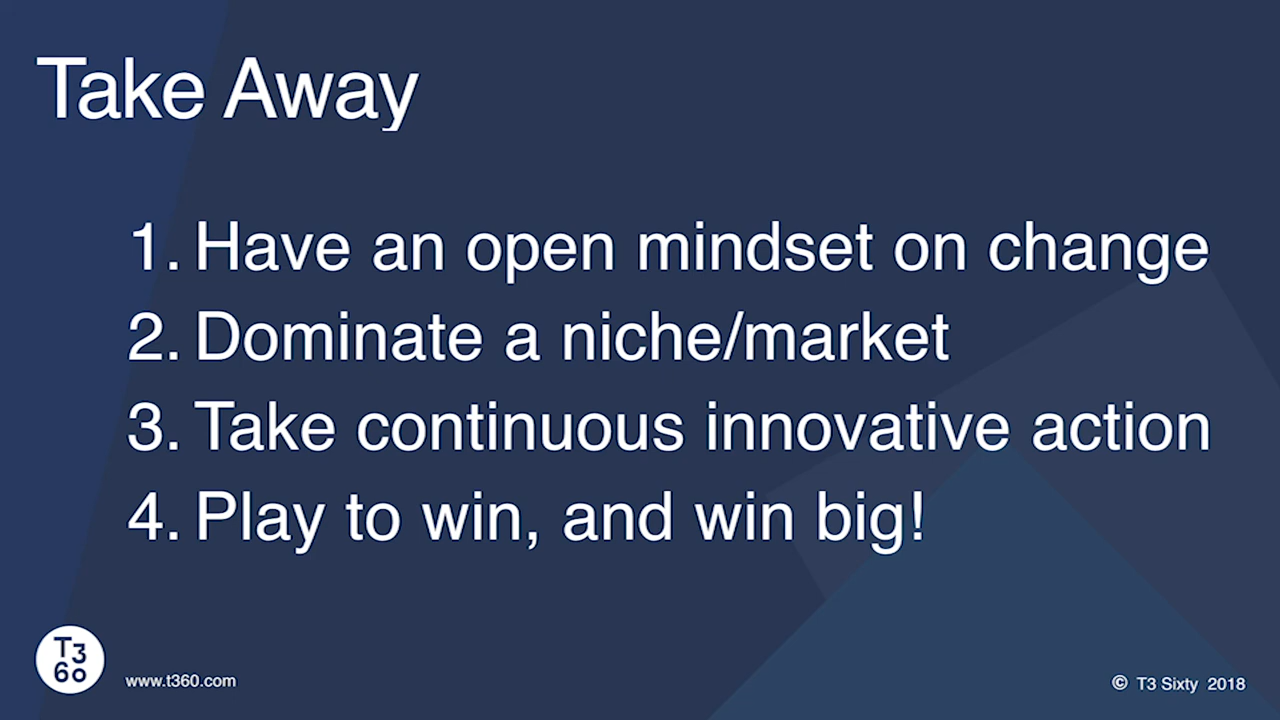 Take Away
1. Have an open mindset on change
2. Dominate a niche/market
3. Take continuous innovative action
4. Play to win, and win big!
T3
60
www.t360.com
© T3 Sixty 2018